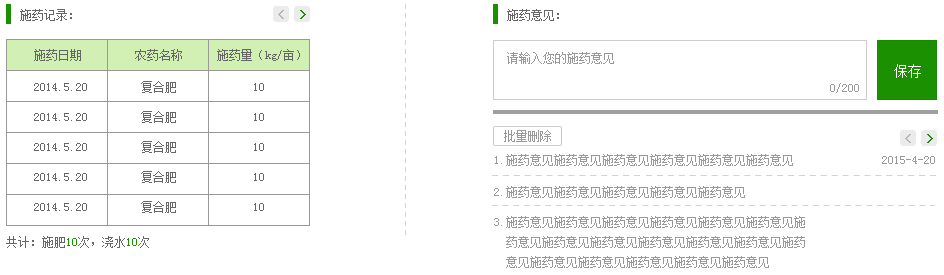 施药记录:
施药日期 农药名称 施药量（kg/亩）
2014.5.20 复合肥 10
2014.5.20 复合肥 10
2014.5.20 复合肥 10
2014.5.20 复合肥 10
2014.5.20 复合肥 10
共计: 施肥10次，浇水10次
施药意见:
请输入您的施药意见
0/200
保存
批量删除
1. 施药意见施药意见施药意见施药意见施药意见施药意见 2015-4-20
2. 施药意见施药意见施药意见施药意见施药意见
3. 施药意见施药意见施药意见施药意见施药意见施药意见施
药意见施药意见施药意见施药意见施药意见施药意见施药
意见施药意见施药意见施药意见施药意见施药意见